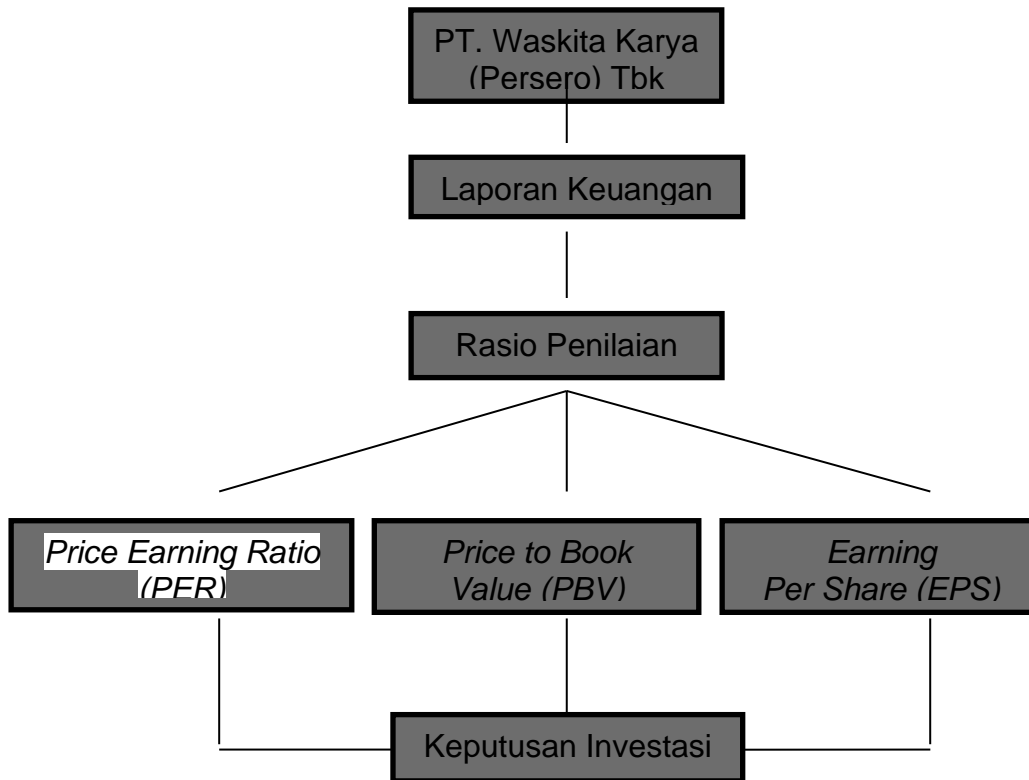 PT. Waskita Karya
(Persero) Tbk
Laporan Keuangan
Rasio Penilaian
Price Earning Ratio
(PER)
Price to Book
Value (PBV)
Earning
Per Share (EPS)
Keputusan Investasi